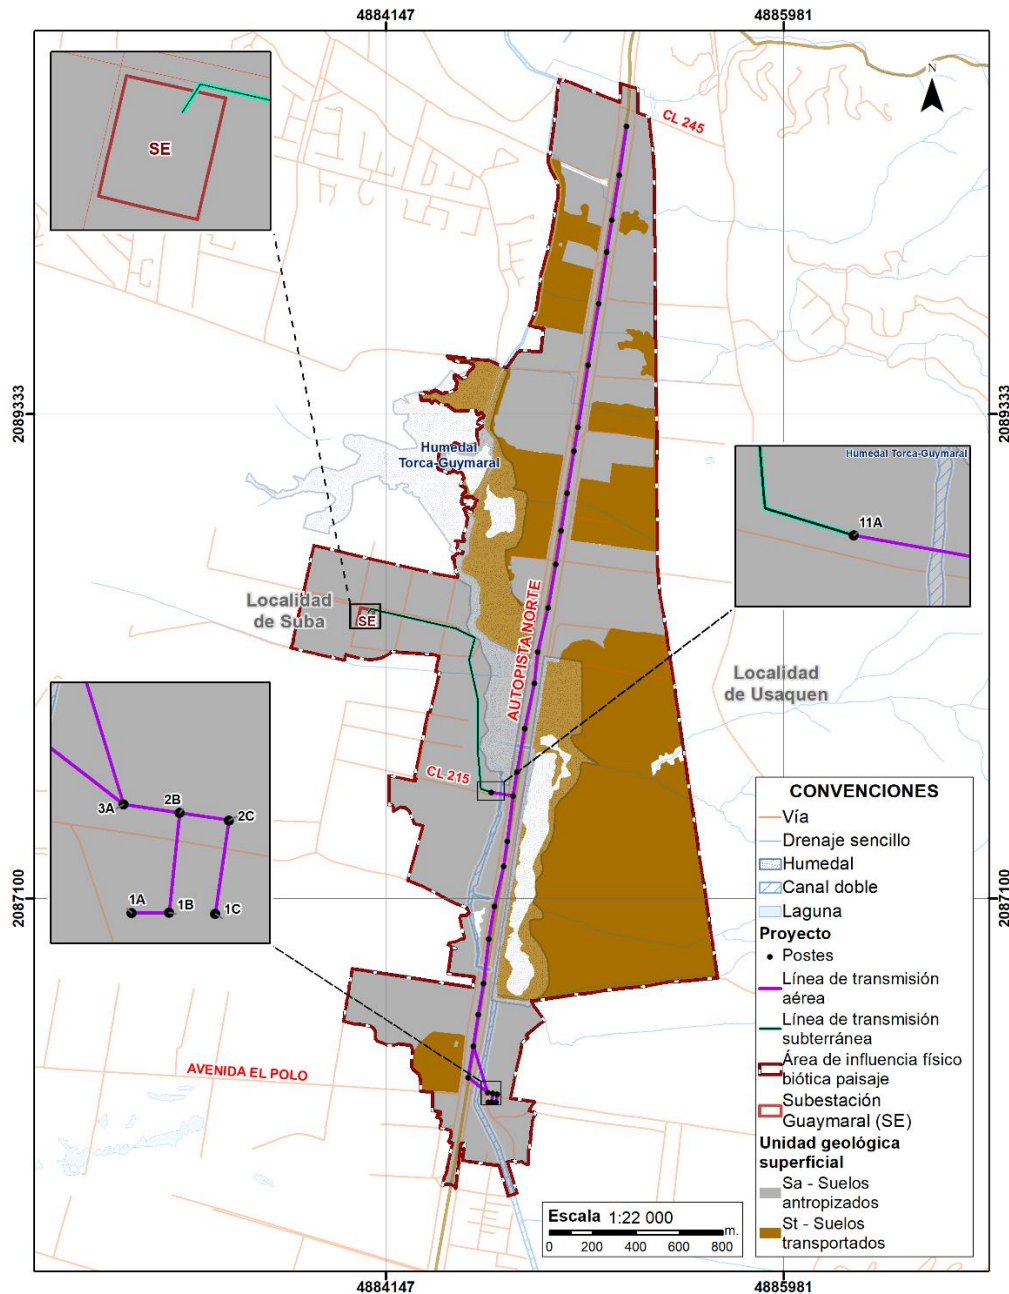 4884147
4885981
N
CL 245
SE
2089333
2089333
Humedal
Torca-Guymaral
Humedal Torca-Guymaral
11A
Localidad
de Suba
SE
AUTOPISTA NORTE
Localidad
de Usaquen
CL 215
3A
2B
2C
1A
1B
1C
2087100
2087100
AVENIDA EL POLO
CONVENCIONES
Vía
Drenaje sencillo
Humedal
Canal doble
Laguna
Proyecto
Postes
Línea de transmisión
aérea
Línea de transmisión
subterránea
Área de influencia físico
biótica paisaje
Subestación
Guaymaral (SE)
Unidad geológica
superficial
Sa - Suelos
antropizados
St - Suelos
transportados
Escala 1:22 000
m.
0 200 400 600 800
4884147
4885981